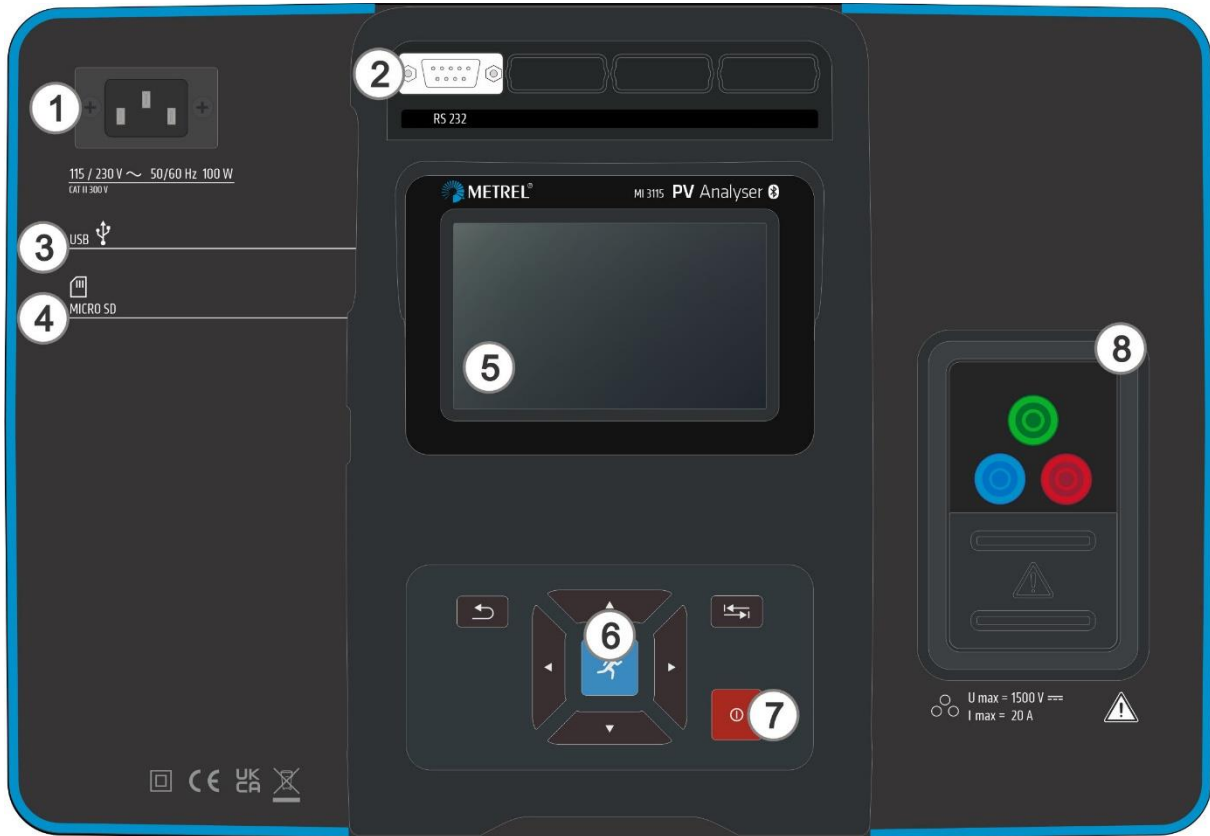 1
2
RS 232
115 / 230 V ～ 50/60 Hz 100 W
CAT II 300 V
METREL®
MI 3115 PV Analyser
3
USB
4
MICRO SD
5
8
6
7
U max = 1500 V ⎓
I max = 20 A
CE
UK
CA